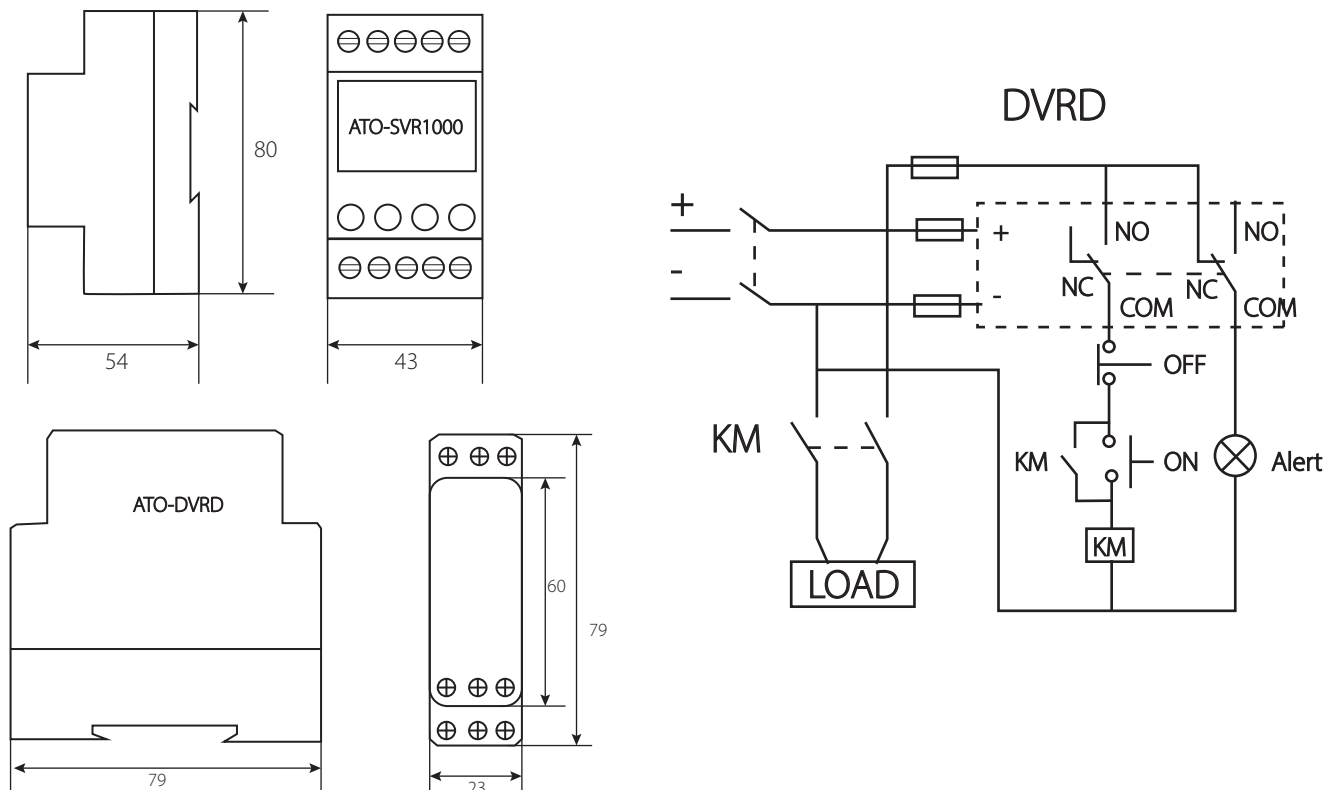 ATO-SVR1000
80
54
43
ATO-DVRD
60
79
79
23
DVRD
+
-
+
-
NO
NO
NC
NC
COM
COM
OFF
KM
KM
ON
Alert
KM
LOAD